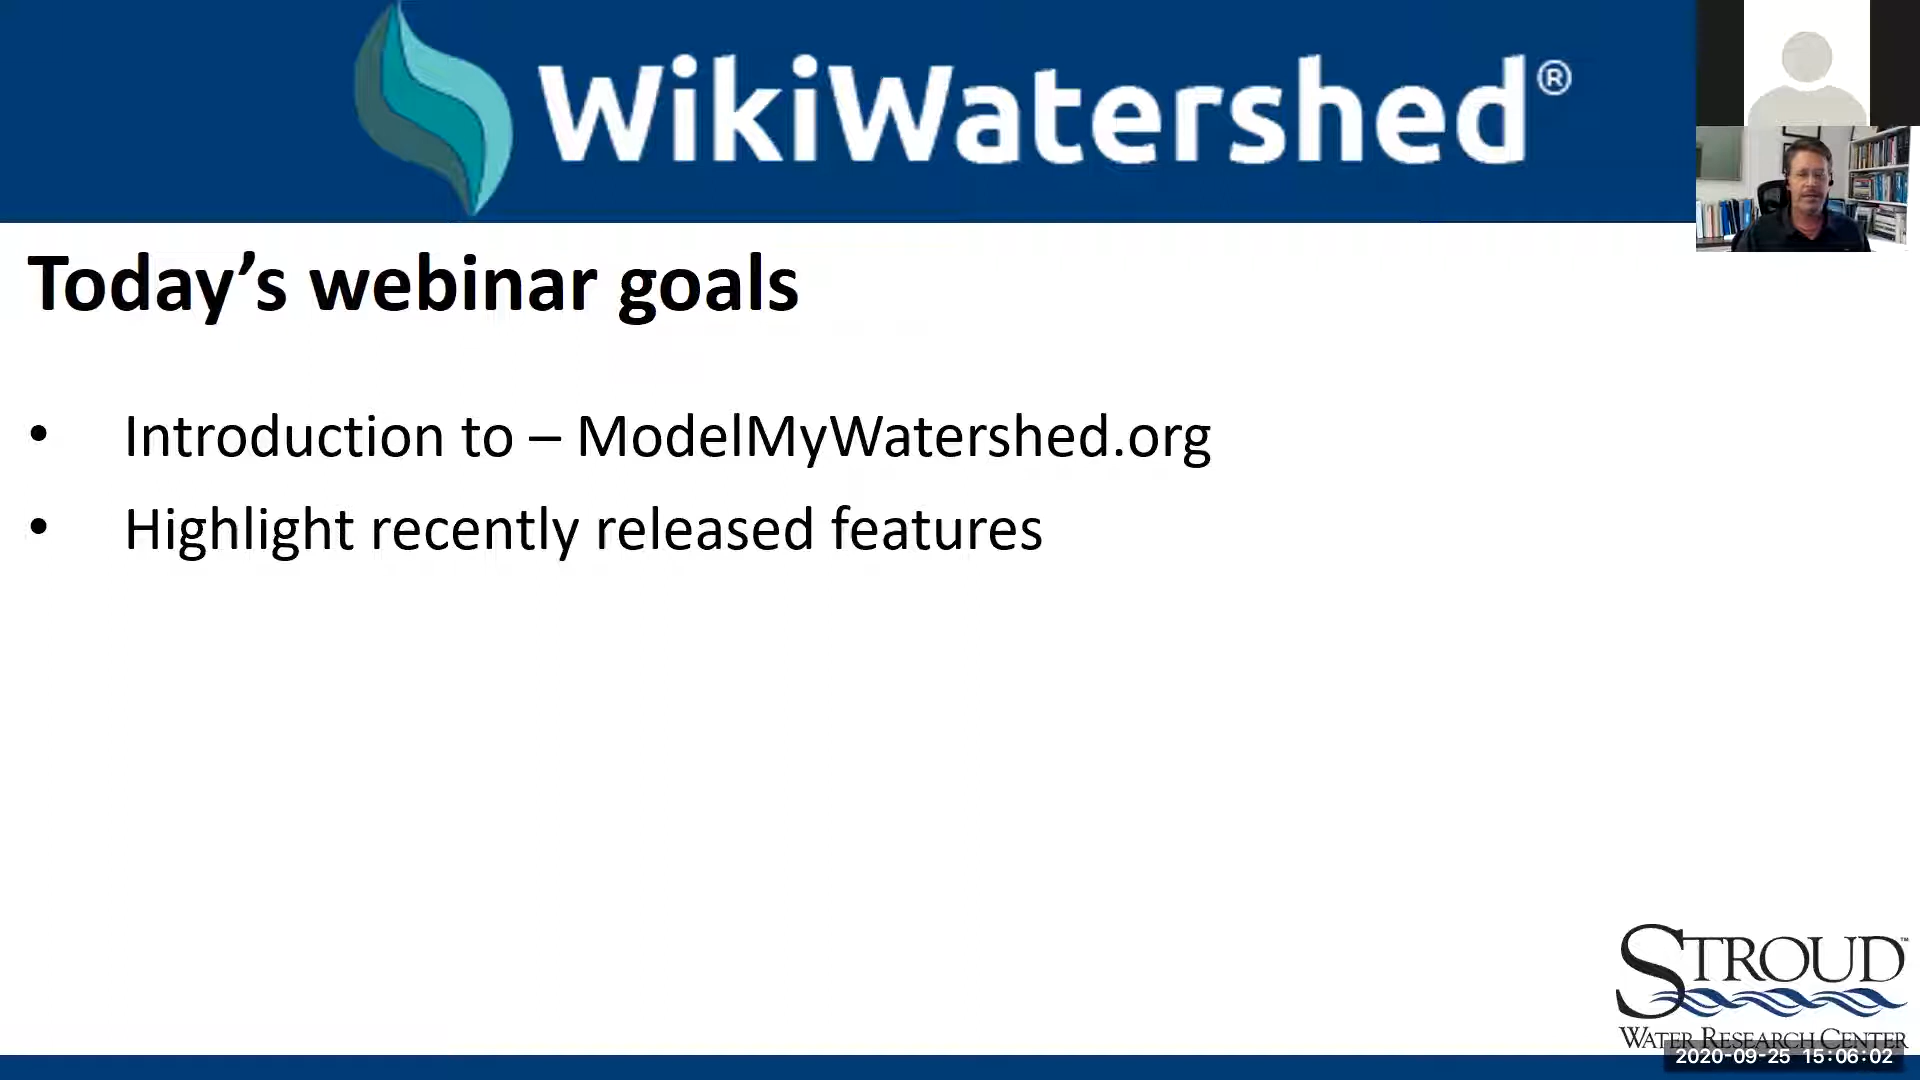 WikiWatershed®
Today’s webinar goals
• Introduction to – ModelMyWatershed.org
• Highlight recently released features
STROUD™
WATER RESEARCH CENTER
2020-09-25 15:06:02